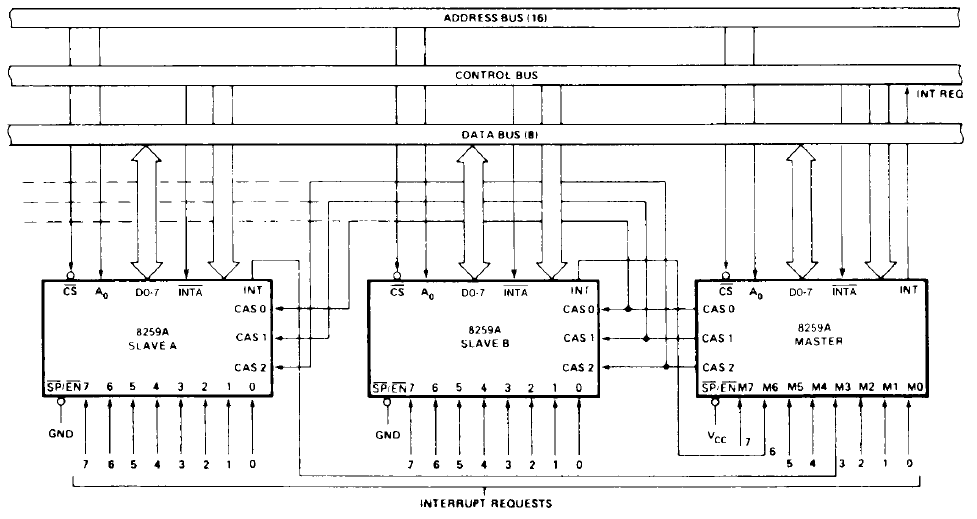 ADDRESS BUS (16)
CONTROL BUS
INT REQ
DATA BUS (8)
CS A0 D0-7 INTA INT
CAS 0
8259A
SLAVE A
CAS 1
CAS 2
SP/EN 7 6 5 4 3 2 1 0
GND
7 6 5 4 3 2 1 0
CS A0 D0-7 INTA INT
CAS 0
8259A
SLAVE B
CAS 1
CAS 2
SP/EN 7 6 5 4 3 2 1 0
GND
7 6 5 4 3 2 1 0
CS A0 D0-7 INTA INT
CAS 0
8259A
MASTER
CAS 1
CAS 2
SP/EN M7 M6 M5 M4 M3 M2 M1 M0
VCC
7 6 5 4 3 2 1 0
INTERRUPT REQUESTS